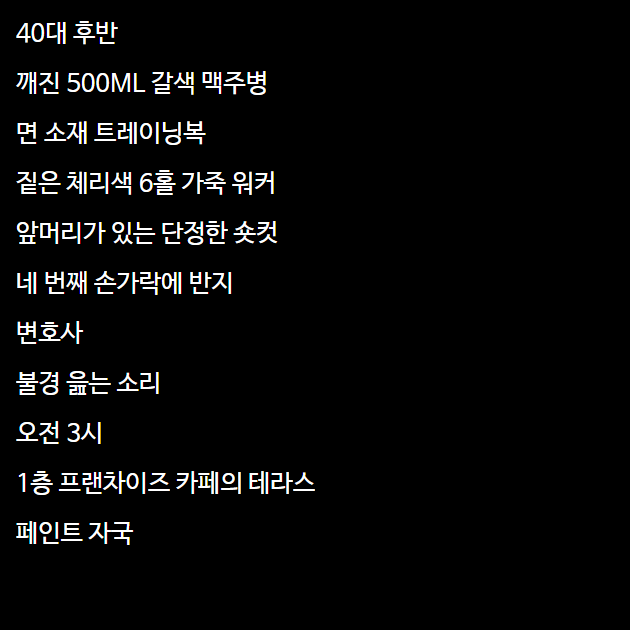 40대 후반
깨진 500ML 갈색 맥주병
면 소재 트레이닝복
짙은 체리색 6홀 가죽 워커
앞머리가 있는 단정한 숏컷
네 번째 손가락에 반지
변호사
불경 읊는 소리
오전 3시
1층 프랜차이즈 카페의 테라스
페인트 자국